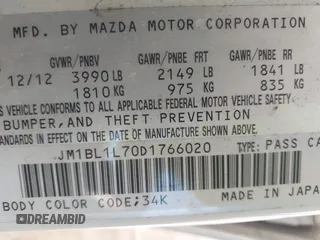 MFD. BY MAZDA MOTOR CORPORATION
GVWR/PNBV GAWR/PNBE FRT GAWR/PNBE RR
12/12 3990 LB 2149 LB 1841 LB
1810 KG 975 KG 835 KG
S VEHICLE CONFORMS TO ALL APPLICABLE FEDERAL MOTOR VEH
BUMPER, AND THEFT PREVENTION
TANDARDS IN EFFECT ON THE DATE OF MANUFACTURE SHOWN ABOV
JM1BL1L70D1766020 TYPE: PASS CA
BODY COLOR CODE: 34K MADE IN JAPA
DREAMBID